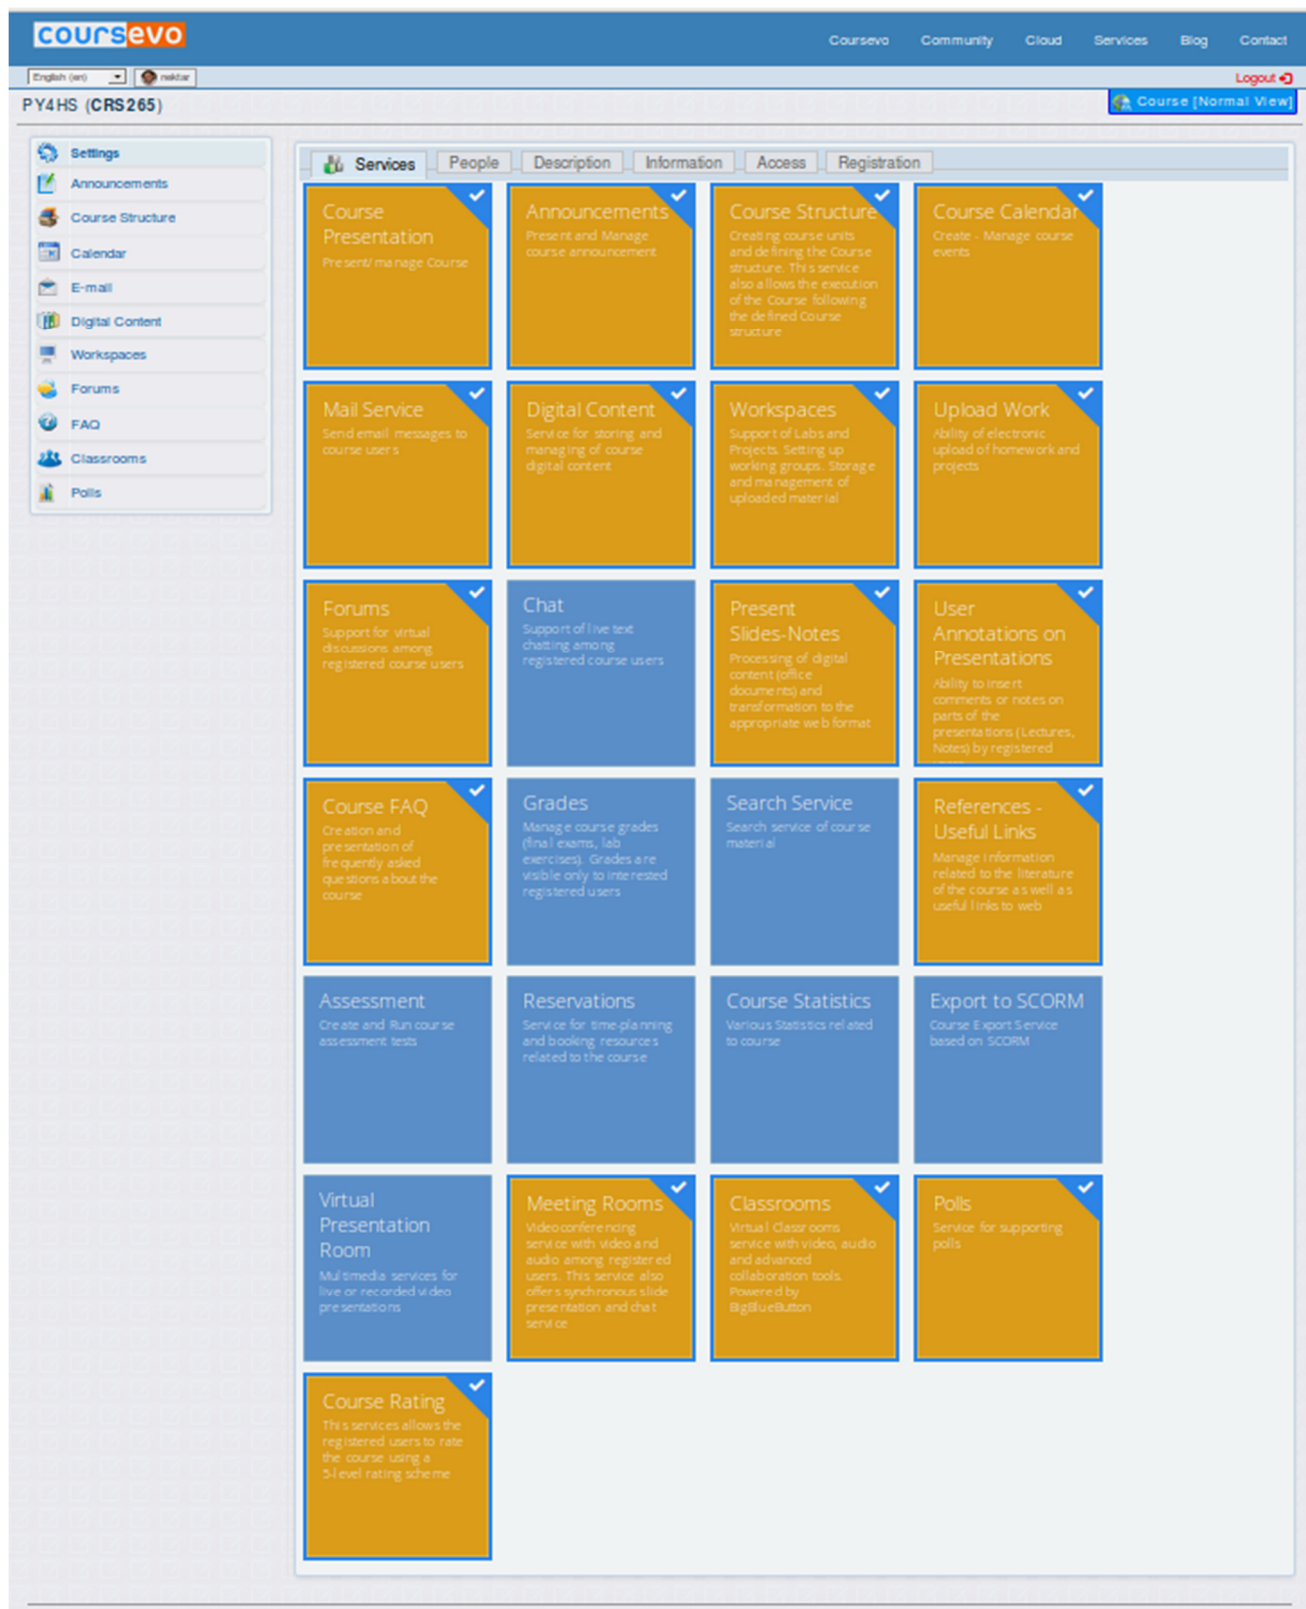 coursevo
Coursevo Community Cloud Services Blog Contact
English (en) nektar Logout
PY4HS (CRS265) Course [Normal View]
Settings
Announcements
Course Structure
Calendar
E-mail
Digital Content
Workspaces
Forums
FAQ
Classrooms
Polls
Services People Description Information Access Registration
Course
Presentation
Present/manage Course
Announcements
Present and Manage
course announcement
Course Structure
Creating course units
and defining the Course
structure. This service
also allows the execution
of the Course following
the defined Course
structure
Course Calendar
Create - Manage course
events
Mail Service
Send email messages to
course users
Digital Content
Service for storing and
managing of course
digital content
Workspaces
Support of Labs and
Projects. Setting up
working groups. Storage
and management of
uploaded material
Upload Work
Ability of electronic
upload of homework and
projects
Forums
Support for virtual
discussions among
registered course users
Chat
Support of live text
chatting among
registered course users
Present
Slides-Notes
Processing of digital
content (office
documents) and
transformation to the
appropriate web format
User
Annotations on
Presentations
Ability to insert
comments or notes on
parts of the
presentations (Lectures,
Notes) by registered
Course FAQ
Creation and
presentation of
frequently asked
questions about the
course
Grades
Manage course grades
(final exams, lab
exercises). Grades are
visible only to interested
registered users
Search Service
Search service of course
material
References -
Useful Links
Manage information
related to the literature
of the course as well as
useful links to web
Assessment
Create and Run course
assessment tests
Reservations
Service for time-planning
and booking resources
related to the course
Course Statistics
Various Statistics related
to course
Export to SCORM
Course Export Service
based on SCORM
Virtual
Presentation
Room
Multimedia services for
live or recorded video
presentations
Meeting Rooms
Videoconferencing
service with video and
audio among registered
users. This service also
offers synchronous slide
presentation and chat
service
Classrooms
Virtual Classrooms
service with video, audio
and advanced
collaboration tools.
Powered by
BigBlueButton
Polls
Service for supporting
polls
Course Rating
This services allows the
registered users to rate
the course using a
5-level rating scheme